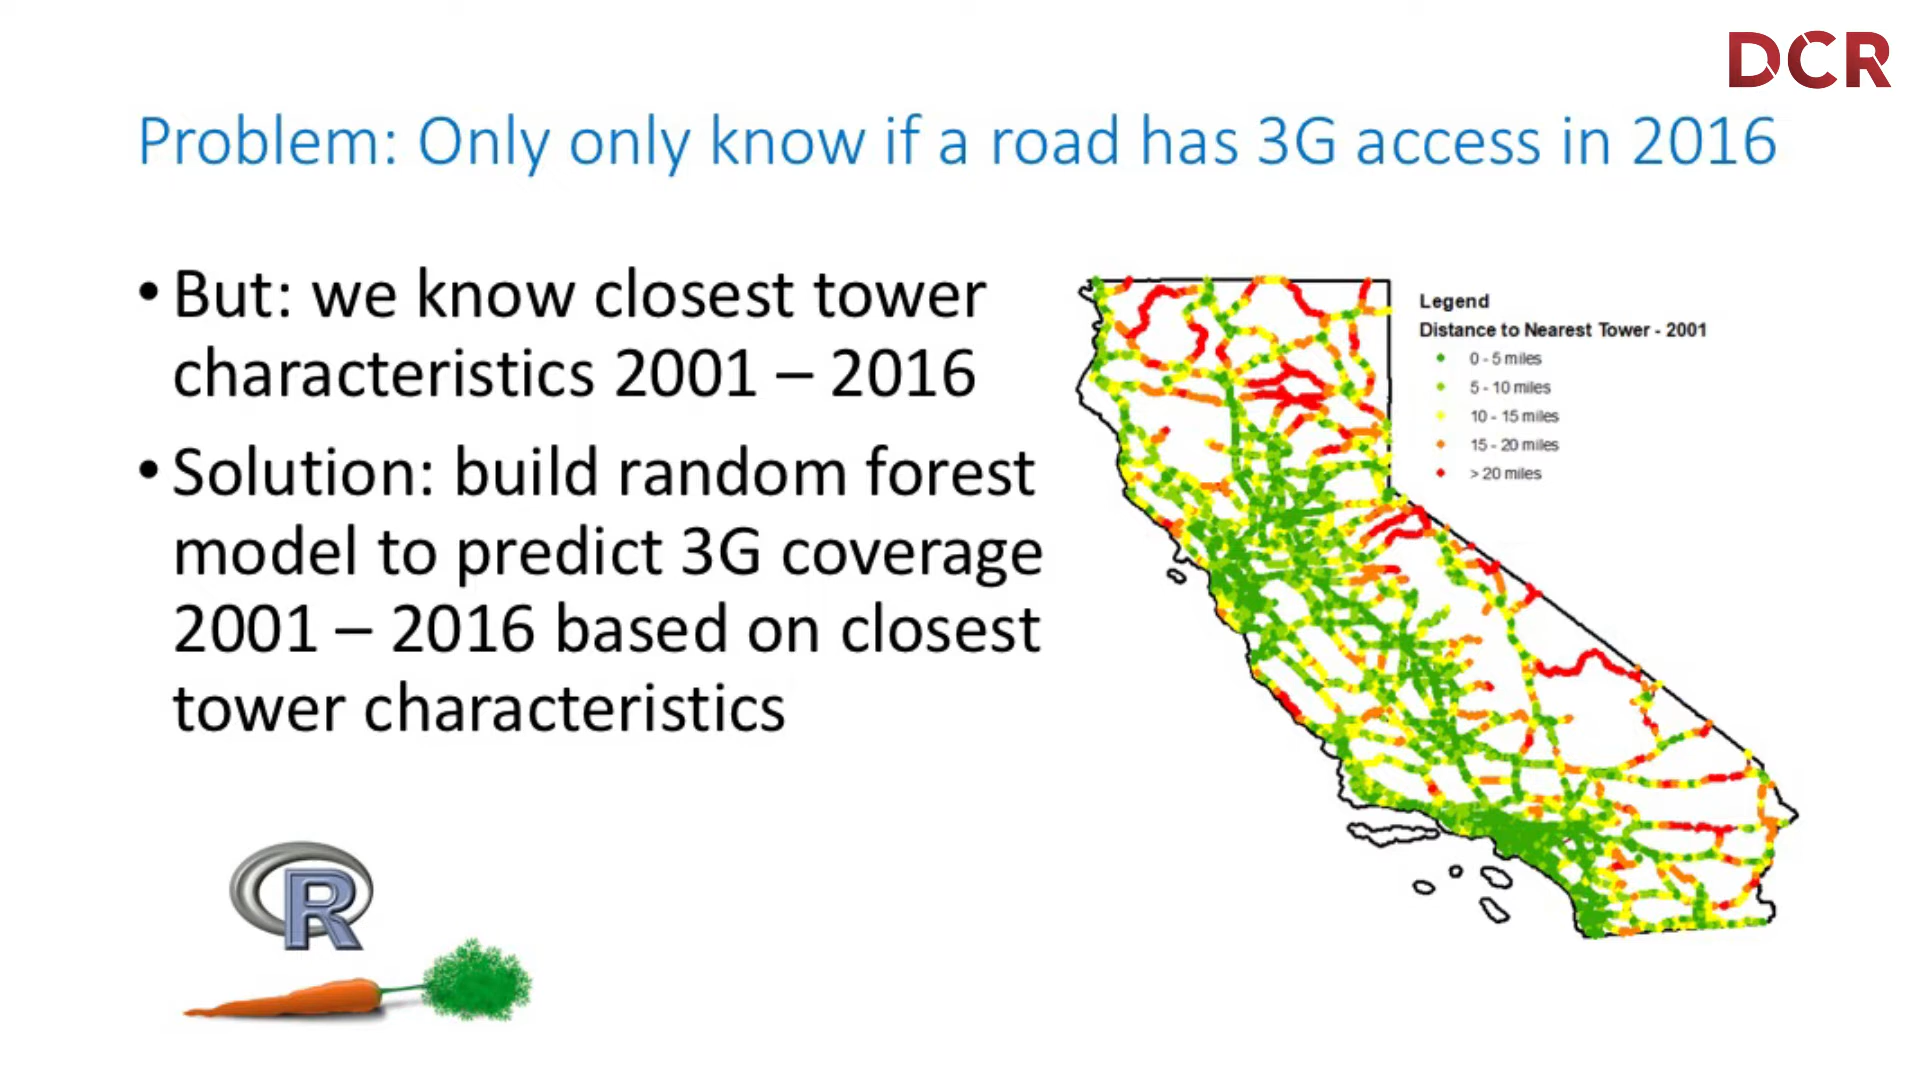 DCR
Problem: Only only know if a road has 3G access in 2016
• But: we know closest tower
characteristics 2001 – 2016
• Solution: build random forest
model to predict 3G coverage
2001 – 2016 based on closest
tower characteristics
Legend
Distance to Nearest Tower - 2001
0 - 5 miles
5 - 10 miles
10 - 15 miles
15 - 20 miles
> 20 miles
R